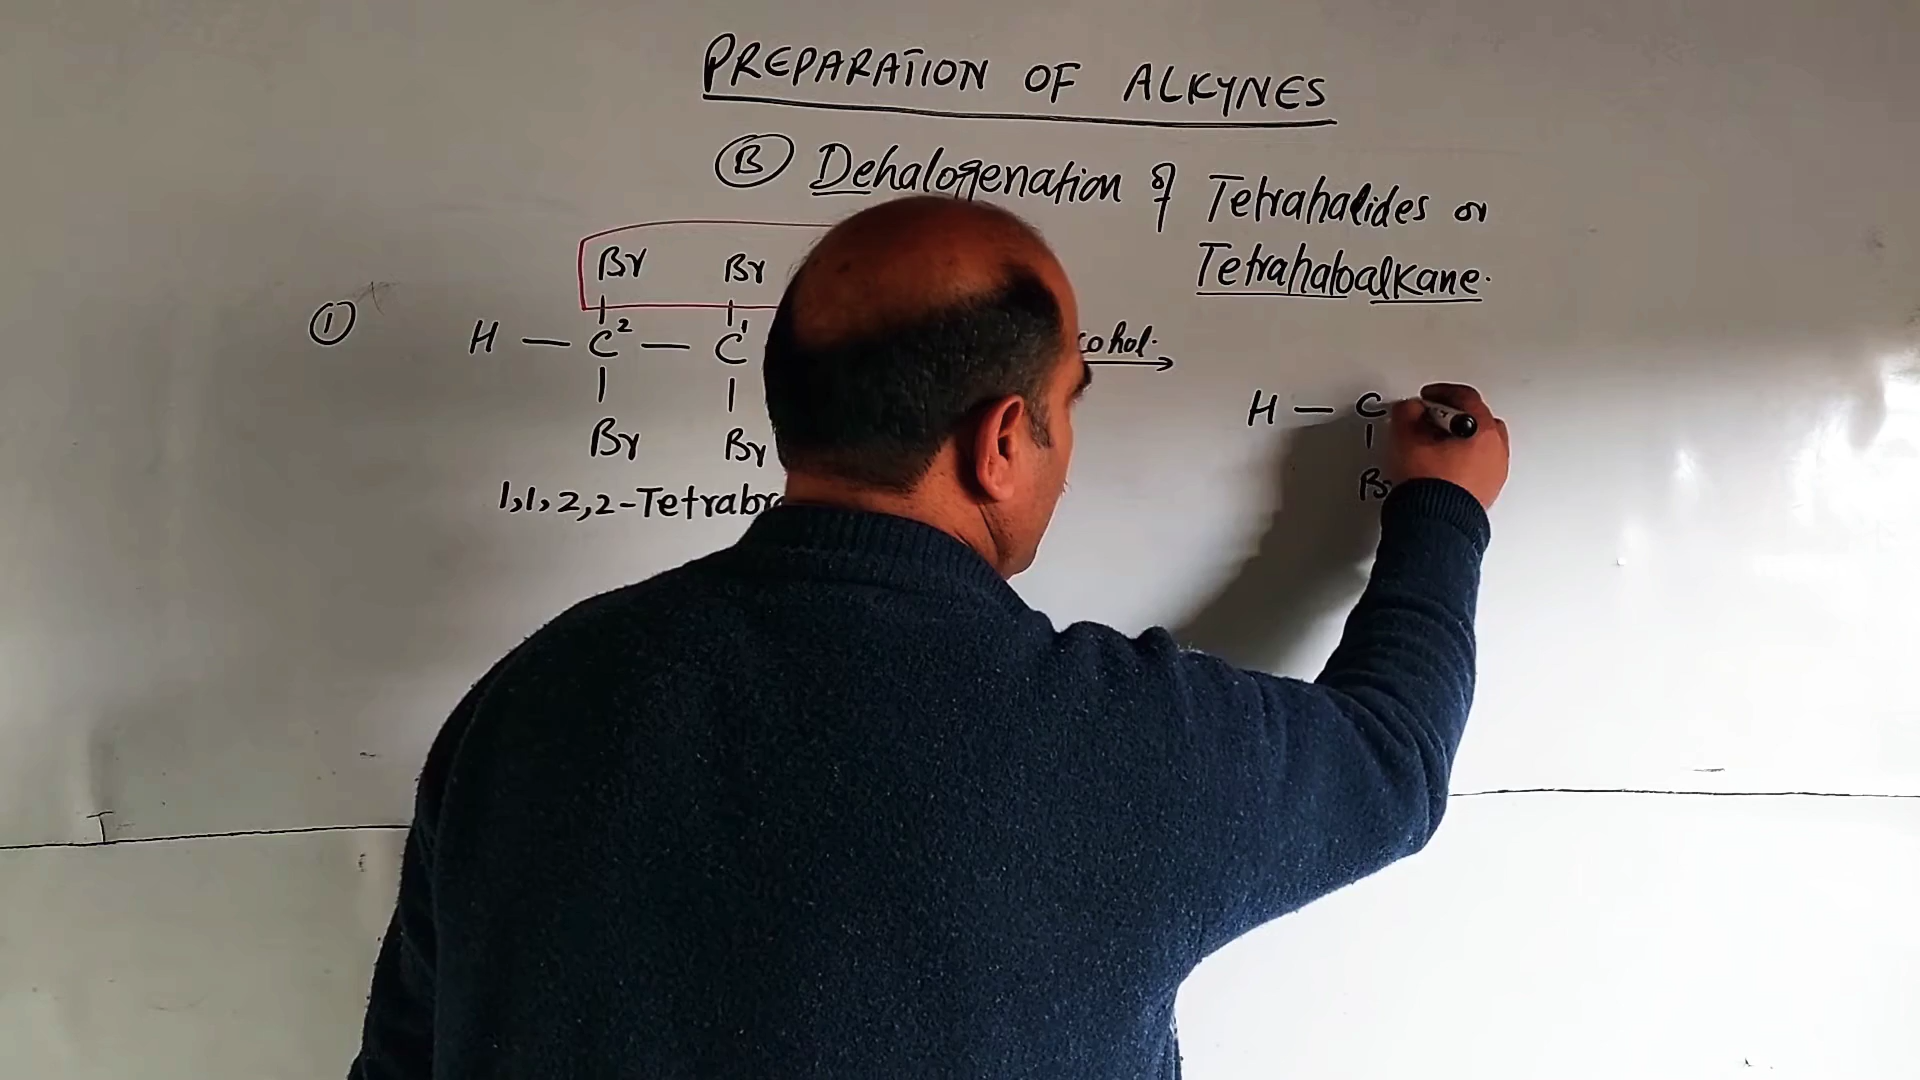 PREPARATION OF ALKYNES
Ⓑ Dehalogenation of Tetrahalides or
Tetrahaloalkane.
Br Br
① H — C² — C¹ cohol.
Br Br
1,1,2,2-Tetrabro
H — C
Br